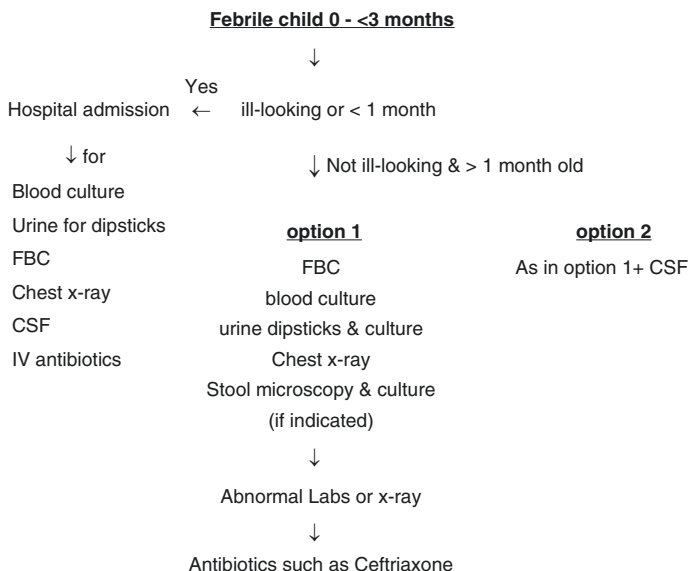 Febrile child 0 - <3 months
↓
Yes
Hospital admission ← ill-looking or < 1 month
↓ for
↓ Not ill-looking & > 1 month old
Blood culture
Urine for dipsticks
FBC
Chest x-ray
CSF
IV antibiotics
option 1
FBC
blood culture
urine dipsticks & culture
Chest x-ray
Stool microscopy & culture
(if indicated)
↓
Abnormal Labs or x-ray
↓
Antibiotics such as Ceftriaxone
option 2
As in option 1+ CSF